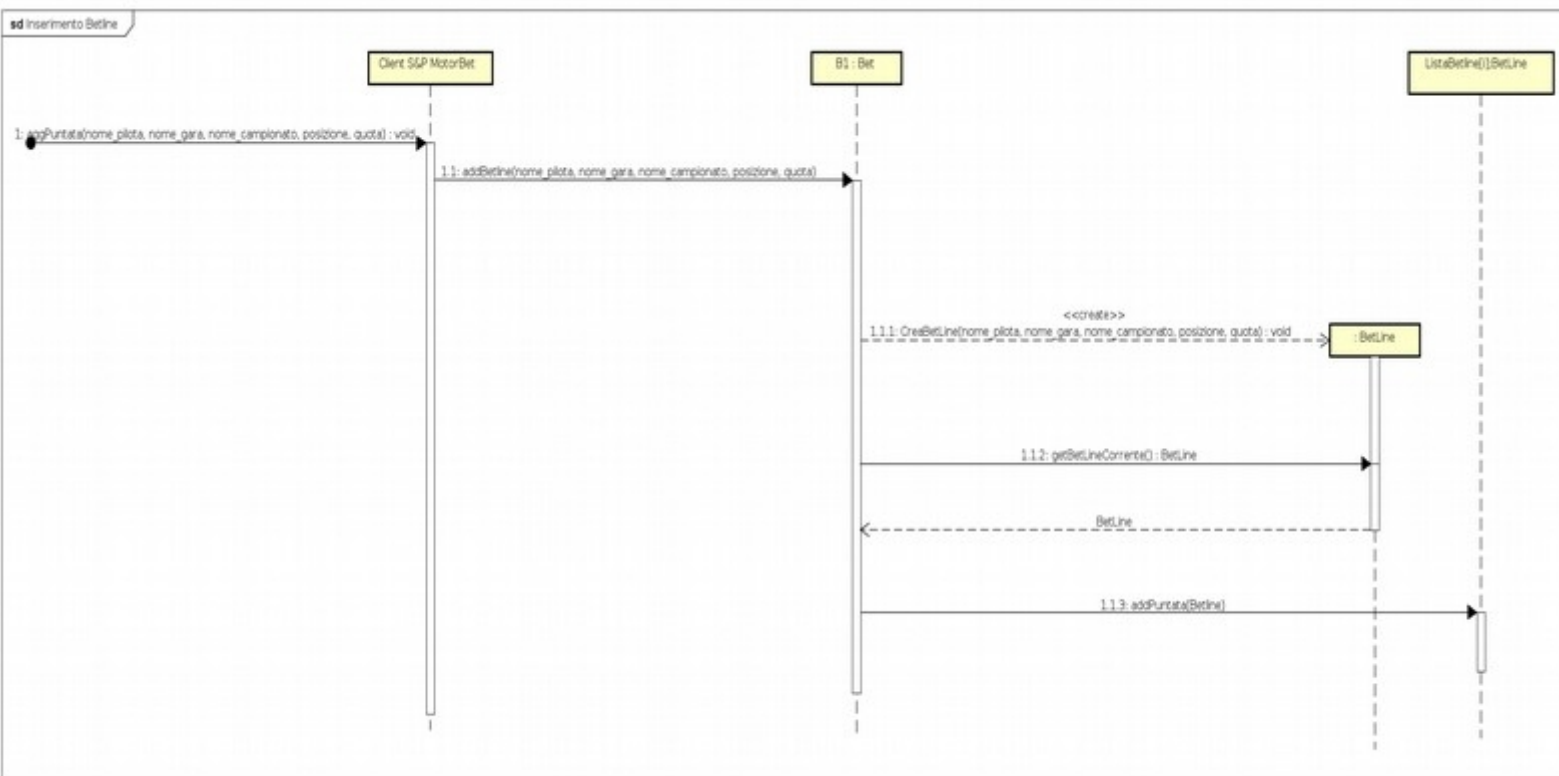 sd Inserimento Betline
Client S&P MotorBet
B1 : Bet
ListaBetline[i]:BetLine
1: aggPuntata(nome_pilota, nome_gara, nome_campionato, posizione, quota) : void
1.1: addBetline(nome_pilota, nome_gara, nome_campionato, posizione, quota)
<<create>>
1.1.1: CreaBetLine(nome_pilota, nome_gara, nome_campionato, posizione, quota) : void
: BetLine
1.1.2: getBetLineCorrente() : BetLine
BetLine
1.1.3: addPuntata(Betline)